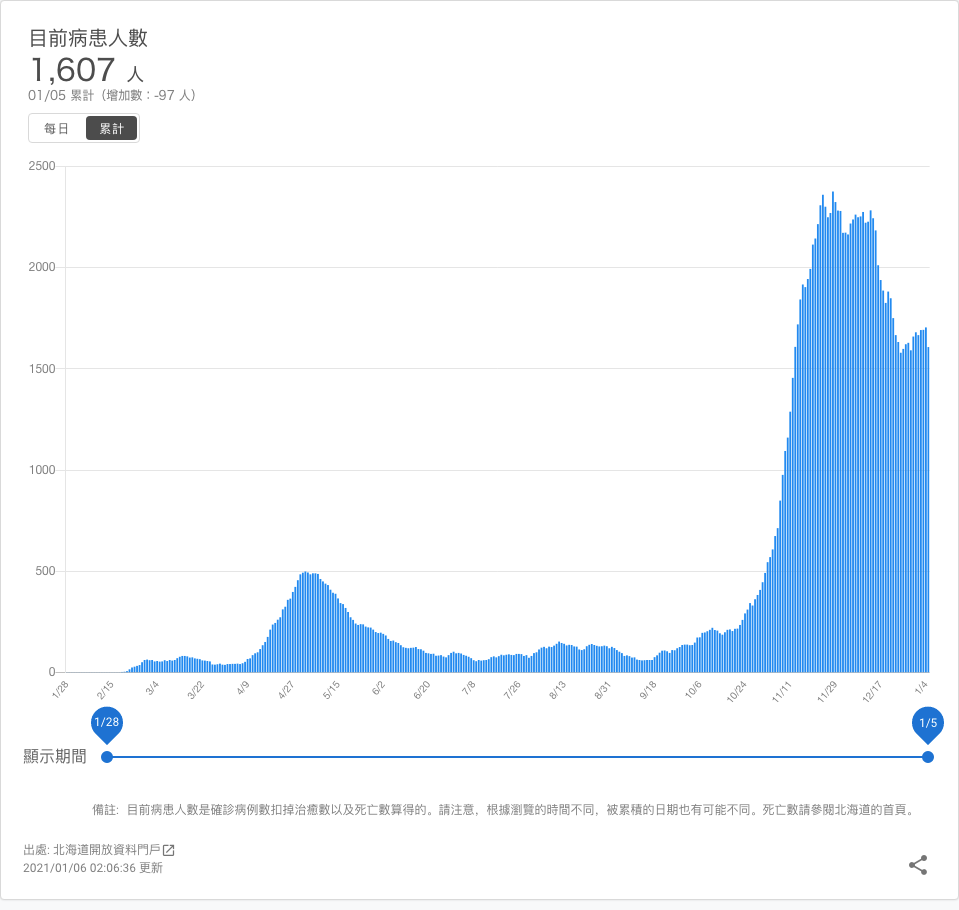 目前病患人數
1,607 人
01/05 累計（增加數：-97 人）
每日 累計
2500
2000
1500
1000
500
0
1/28 2/15 3/4 3/22 4/9 4/27 5/15 6/2 6/20 7/8 7/26 8/13 8/31 9/18 10/6 10/24 11/11 11/29 12/17 1/4
1/28 1/5
顯示期間
備註: 目前病患人數是確診病例數扣掉治癒數以及死亡數算得的。請注意，根據瀏覽的時間不同，被累積的日期也有可能不同。死亡數請參閱北海道的首頁。
出處: 北海道開放資料門戶
2021/01/06 02:06:36 更新